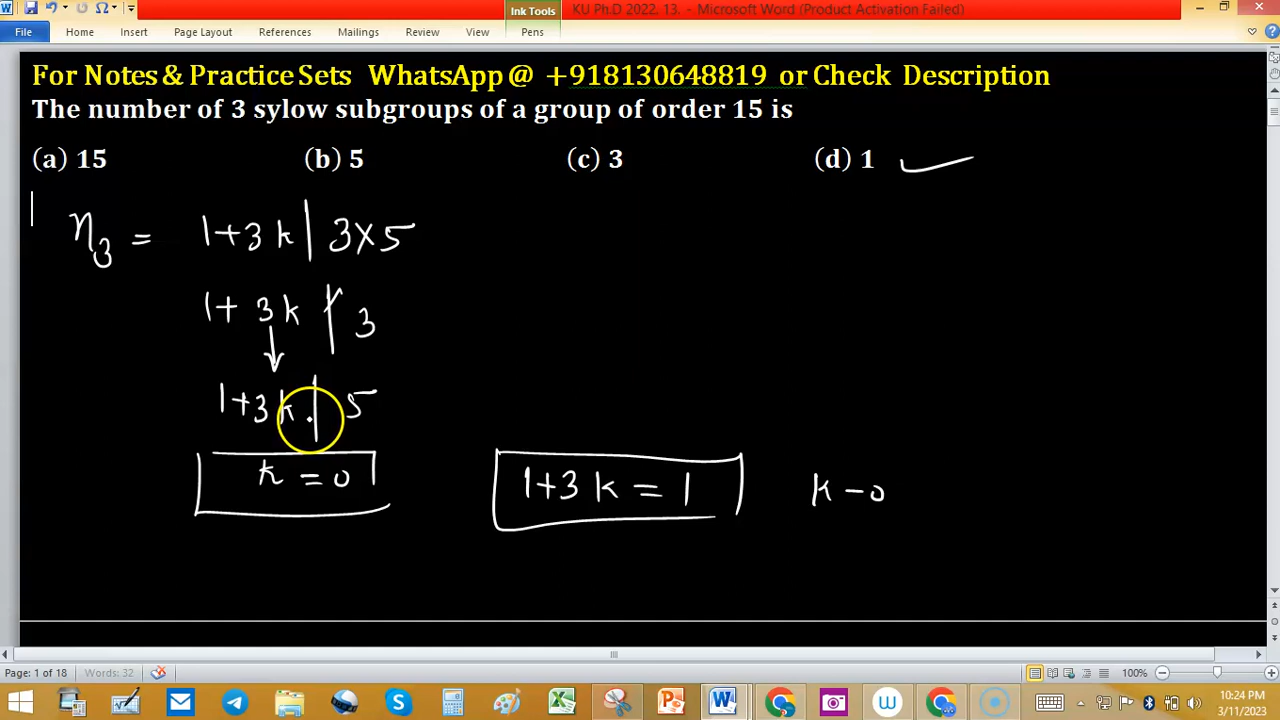 KU Ph.D 2022, 13. - Microsoft Word (Product Activation Failed)
Ink Tools
File Home Insert Page Layout References Mailings Review View Pens
For Notes & Practice Sets WhatsApp @ +918130648819 or Check Description
The number of 3 sylow subgroups of a group of order 15 is
(a) 15 (b) 5 (c) 3 (d) 1
η3 = 1+3k | 3×5
1+3k ∤ 3
1+3k | 5
k = 0 1+3k = 1 k - 0
Page: 1 of 18 Words: 32 100%
10:24 PM
3/11/2023